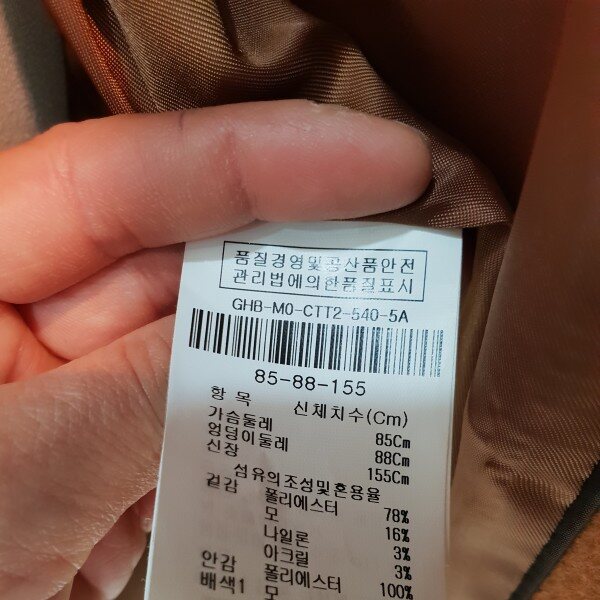 품질경영및공산품안전
관리법에의한품질표시
GHB-M0-CTT2-540-5A
85-88-155
항 목 신체치수(Cm)
가슴둘레 85Cm
엉덩이둘레 88Cm
신장 155Cm
섬유의조성및혼용율
겉감 폴리에스터 78%
모 16%
나일론 3%
아크릴 3%
안감 폴리에스터 100%
배색1 모